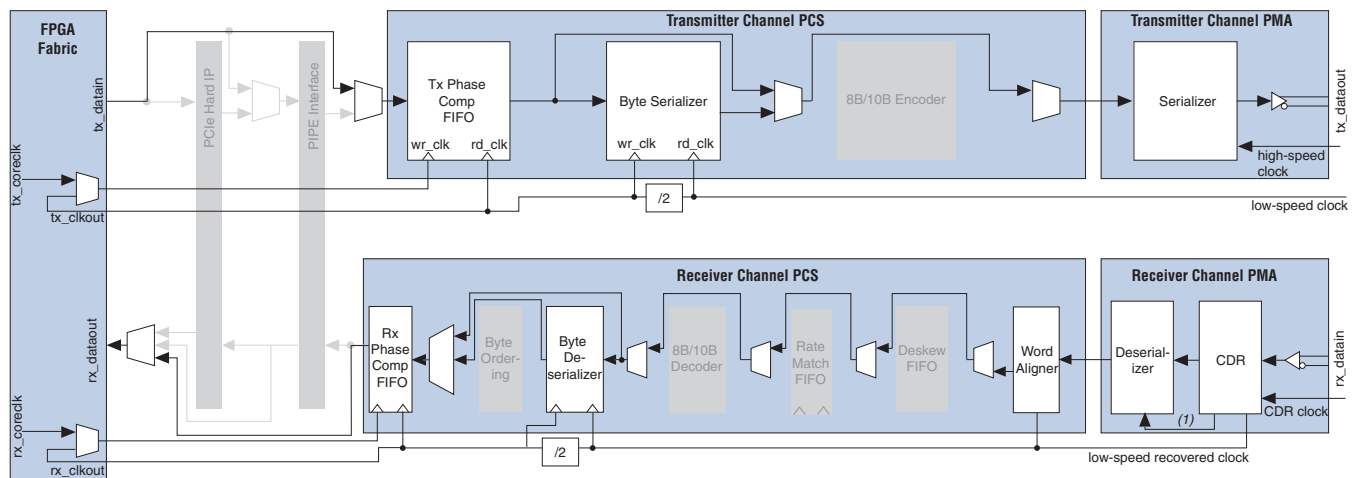 FPGA
Fabric
Transmitter Channel PCS
Transmitter Channel PMA
tx_datain
PCIe Hard IP
PIPE Interface
Tx Phase
Comp
FIFO
wr_clk
rd_clk
Byte Serializer
wr_clk
rd_clk
8B/10B Encoder
Serializer
tx_dataout
high-speed
clock
tx_coreclk
tx_clkout
/2
low-speed clock
Receiver Channel PCS
Receiver Channel PMA
rx_dataout
Rx
Phase
Comp
FIFO
Byte
Order-
ing
Byte
De-
serializer
8B/10B
Decoder
Rate
Match
FIFO
Deskew
FIFO
Word
Aligner
Deserial-
izer
CDR
rx_datain
CDR clock
(1)
rx_coreclk
rx_clkout
/2
low-speed recovered clock